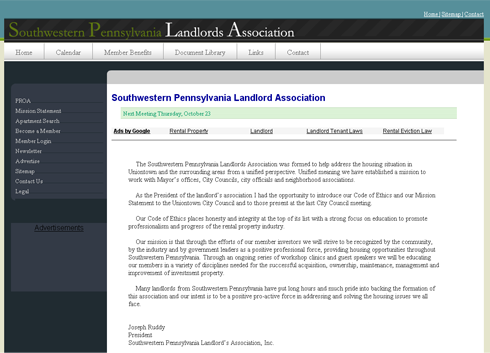 Home | Sitemap | Contact
Southwestern Pennsylvania Landlords Association
Home Calendar Member Benefits Document Library Links Contact
PROA
Mission Statement
Apartment Search
Become a Member
Member Login
Newsletter
Advertise
Sitemap
Contact Us
Legal
Advertisements
Southwestern Pennsylvania Landlord Association
Next Meeting Thursday, October 23
Ads by Google Rental Property Landlord Landlord Tenant Laws Rental Eviction Law
The Southwestern Pennsylvania Landlords Association was formed to help address the housing situation in
Uniontown and the surrounding areas from a unified perspective. Unified meaning we have established a mission to
work with Mayor's offices, City Councils, city officials and neighborhood associations.
As the President of the landlord's association I had the opportunity to introduce our Code of Ethics and our Mission
Statement to the Uniontown City Council and to those present at the last City Council meeting.
Our Code of Ethics places honesty and integrity at the top of its list with a strong focus on education to promote
professionalism and progress of the rental property industry.
Our mission is that through the efforts of our member investors we will strive to be recognized by the community,
by the industry and by government leaders as a positive professional force, providing housing opportunities throughout
Southwestern Pennsylvania. Through an ongoing series of workshop clinics and guest speakers we will be educating
our members in a variety of disciplines needed for the successful acquisition, ownership, maintenance, management and
improvement of investment property.
Many landlords from Southwestern Pennsylvania have put long hours and much pride into backing the formation of
this association and our intent is to be a positive pro-active force in addressing and solving the housing issues we all
face.
Joseph Ruddy
President
Southwestern Pennsylvania Landlord's Association, Inc.